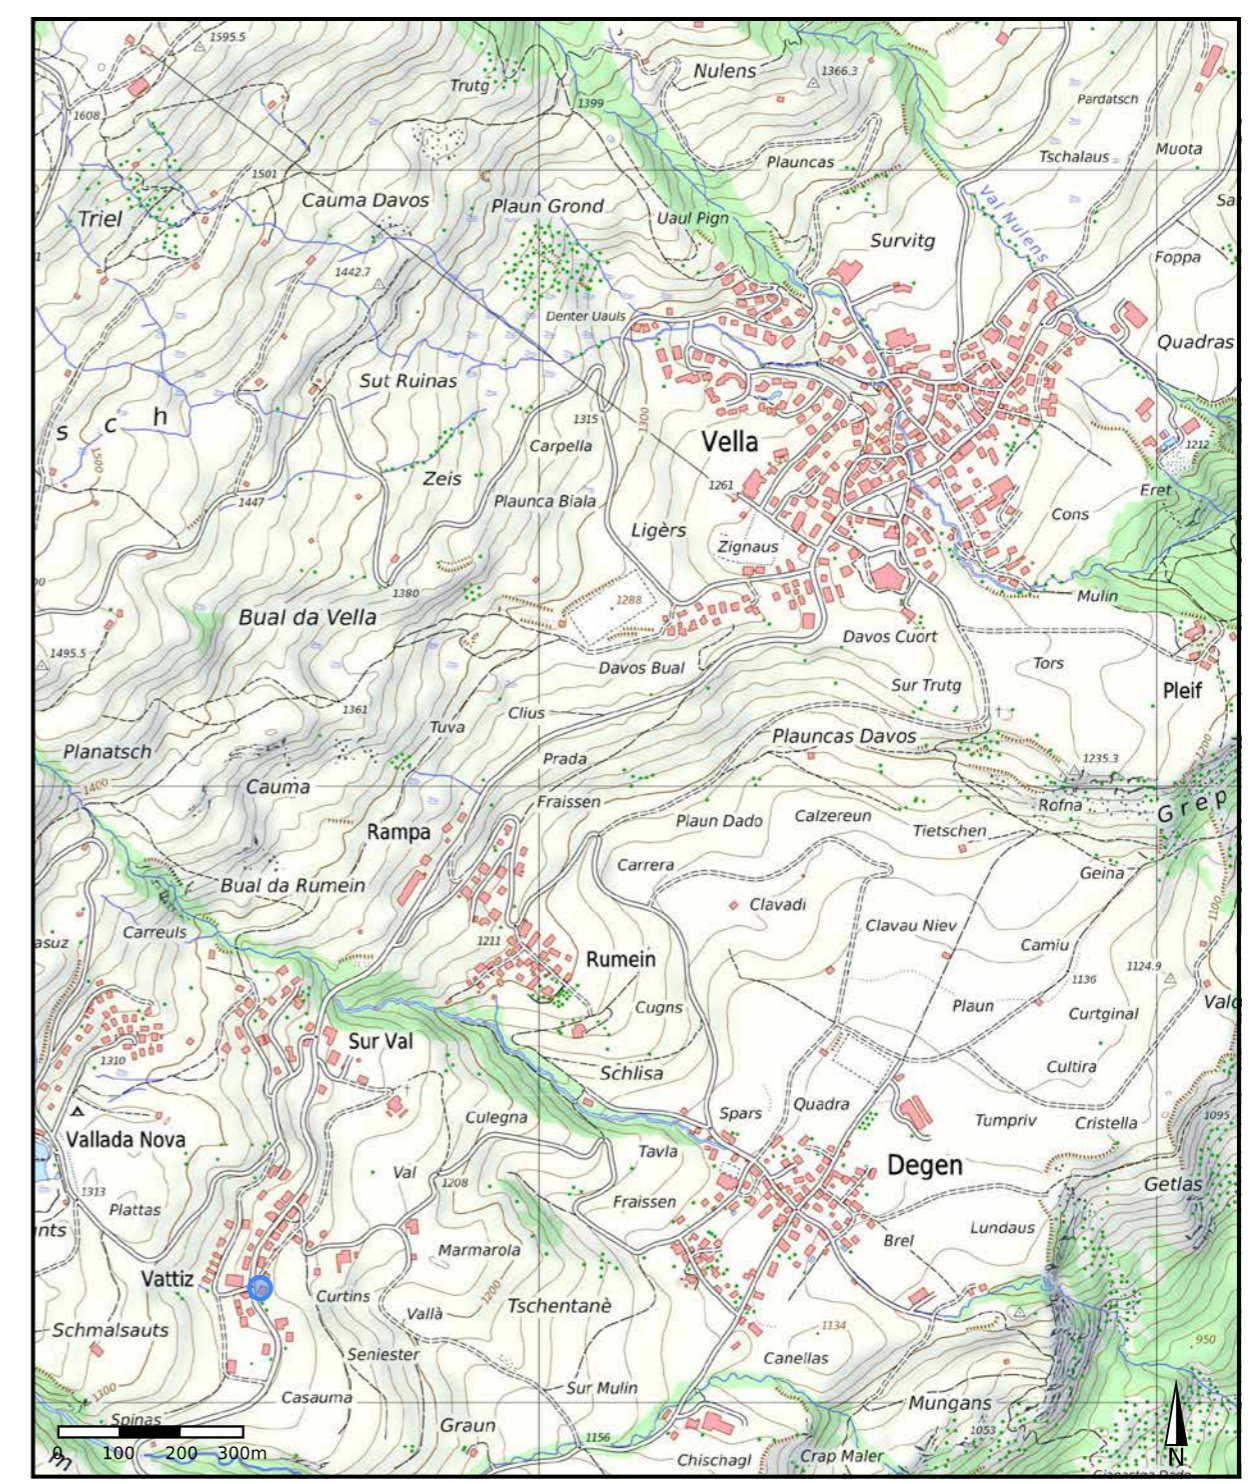 1595.5
Trutg
Nulens
1366.3
1608
1399
Pardatsch
Plauncas
Tschalaus
Muota
1501
Cauma Davos
Plaun Grond
Val Nulens
Triel
Uaul Pign
Sa
Survitg
Foppa
1442.7
Denter Uauls
Quadras
Sut Ruinas
s c h
1315
1300
Carpella
Vella
1212
1500
Zeis
1261
Eret
1447
Plaunca Biala
Ligèrs
Cons
Zignaus
1380
1288
Mulin
Bual da Vella
Davos Cuort
1495.5
Davos Bual
Tors
Sur Trutg
Pleif
1361
Clius
Tuva
Plauncas Davos
Planatsch
1200
Prada
1235.3
1400
Cauma
Fraissen
Rofna
Grep
Rampa
Plaun Dado
Calzereun
Tietschen
Carrera
Geina
Bual da Rumein
Clavadi
1100
Carreuls
Clavau Niev
asuz
1211
Camiu
Rumein
1136
1124.9
Cugns
Plaun
Curtginal
Valc
Sur Val
1310
Schlisa
Cultira
Culegna
Spars
Quadra
Tumpriv
Cristella
1095
Vallada Nova
Tavla
Degen
Val
1208
1313
Plattas
Fraissen
Getlas
ints
Marmarola
Brel
Lundaus
Vattiz
Curtins
1200
Vallà
Tschentanè
Schmalsauts
1134
950
Seniester
Canellas
1300
Casauma
Sur Mulin
Spinas
Graun
Mungans
1053
1156
0 100 200 300m
m
Chischagl
Crap Maler
N